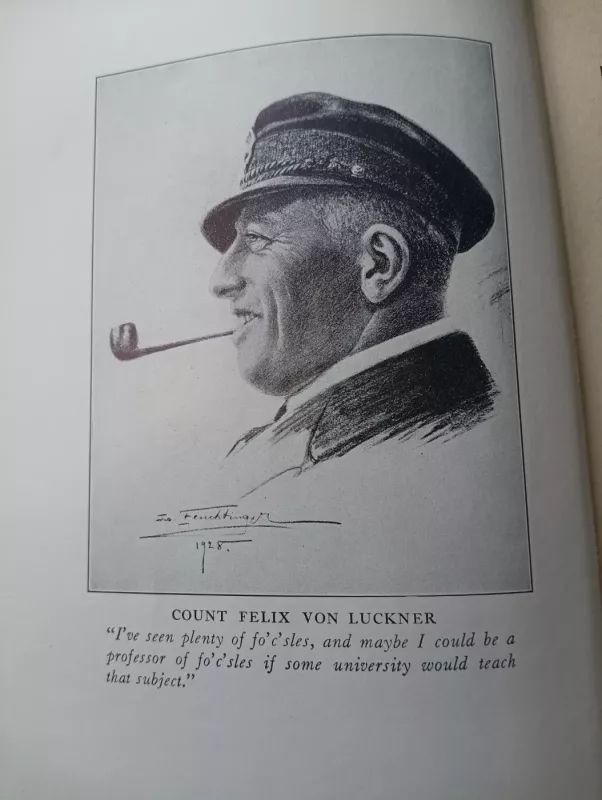 Feuchtinger
1928.
COUNT FELIX VON LUCKNER
"I've seen plenty of fo'c'sles, and maybe I could be a
professor of fo'c'sles if some university would teach
that subject."